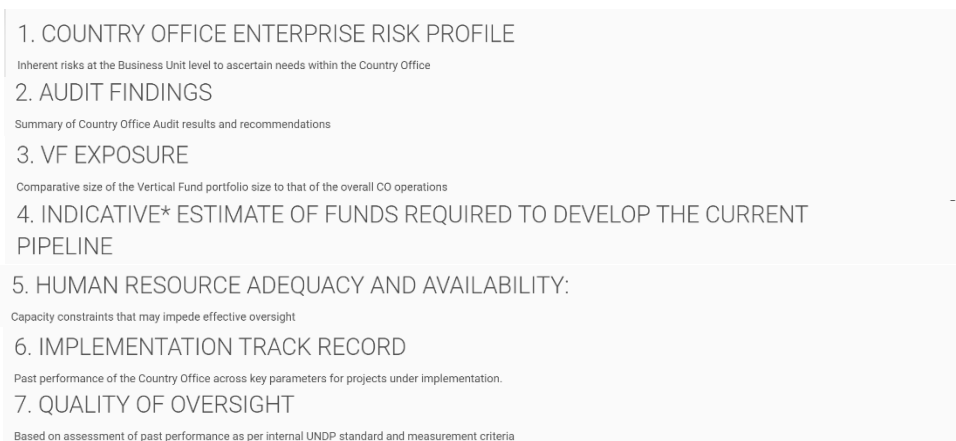 1. COUNTRY OFFICE ENTERPRISE RISK PROFILE
Inherent risks at the Business Unit level to ascertain needs within the Country Office
2. AUDIT FINDINGS
Summary of Country Office Audit results and recommendations
3. VF EXPOSURE
Comparative size of the Vertical Fund portfolio size to that of the overall CO operations
4. INDICATIVE* ESTIMATE OF FUNDS REQUIRED TO DEVELOP THE CURRENT
PIPELINE
5. HUMAN RESOURCE ADEQUACY AND AVAILABILITY:
Capacity constraints that may impede effective oversight
6. IMPLEMENTATION TRACK RECORD
Past performance of the Country Office across key parameters for projects under implementation.
7. QUALITY OF OVERSIGHT
Based on assessment of past performance as per internal UNDP standard and measurement criteria